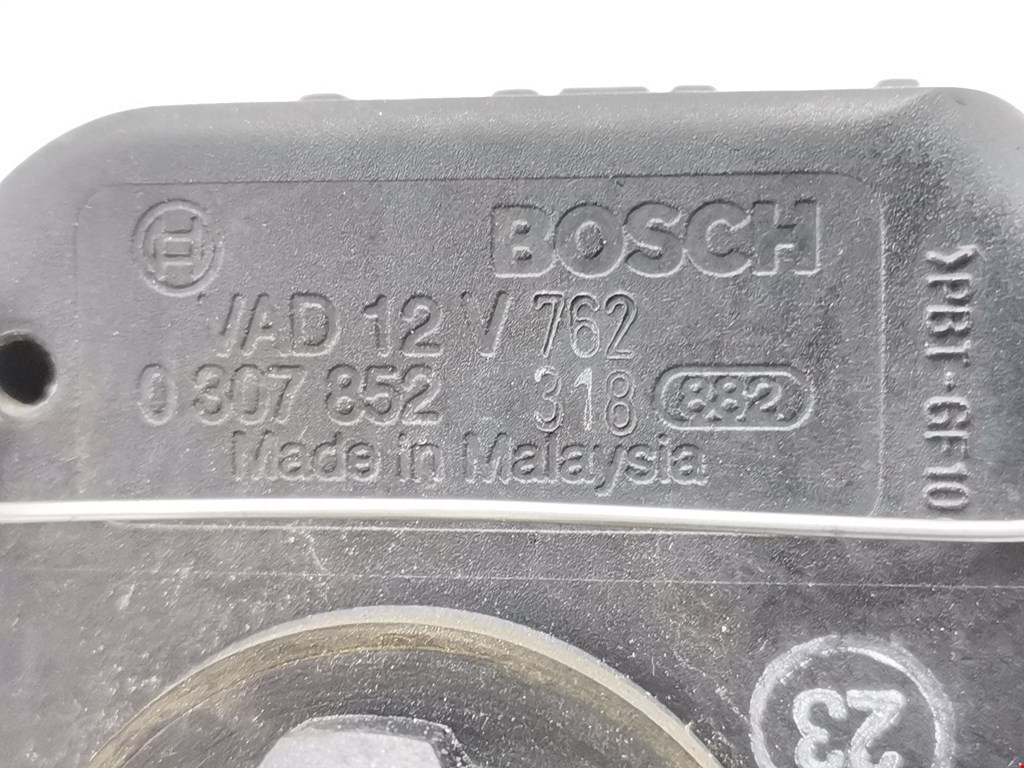 BOSCH
VAD 12 V 762
0 307 852 318 882
Made in Malaysia
>PBT-GF10
23